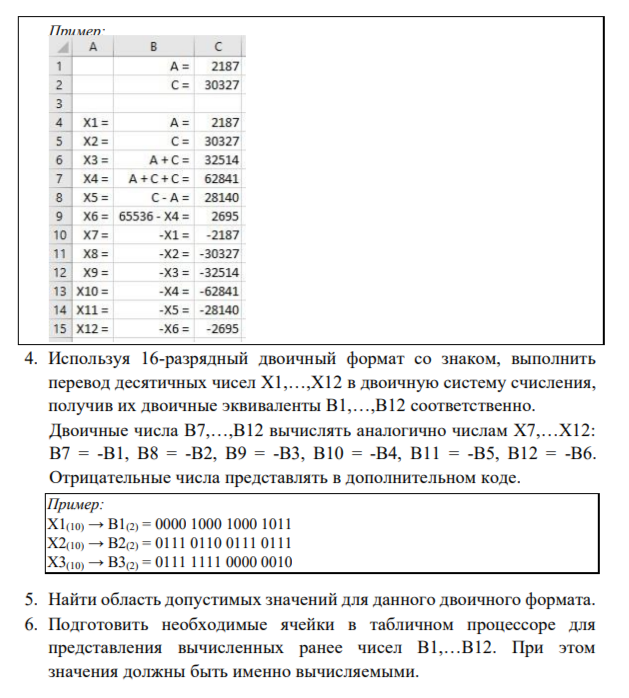 Пример:
A B C
1 A = 2187
2 C = 30327
3
4 X1 = A = 2187
5 X2 = C = 30327
6 X3 = A + C = 32514
7 X4 = A + C + C = 62841
8 X5 = C - A = 28140
9 X6 = 65536 - X4 = 2695
10 X7 = -X1 = -2187
11 X8 = -X2 = -30327
12 X9 = -X3 = -32514
13 X10 = -X4 = -62841
14 X11 = -X5 = -28140
15 X12 = -X6 = -2695
4. Используя 16-разрядный двоичный формат со знаком, выполнить
перевод десятичных чисел X1,…,X12 в двоичную систему счисления,
получив их двоичные эквиваленты B1,…,B12 соответственно.
Двоичные числа B7,…,B12 вычислять аналогично числам X7,…X12:
B7 = -B1, B8 = -B2, B9 = -B3, B10 = -B4, B11 = -B5, B12 = -B6.
Отрицательные числа представлять в дополнительном коде.
Пример:
X1(10) → B1(2) = 0000 1000 1000 1011
X2(10) → B2(2) = 0111 0110 0111 0111
X3(10) → B3(2) = 0111 1111 0000 0010
5. Найти область допустимых значений для данного двоичного формата.
6. Подготовить необходимые ячейки в табличном процессоре для
представления вычисленных ранее чисел B1,…B12. При этом
значения должны быть именно вычисляемыми.